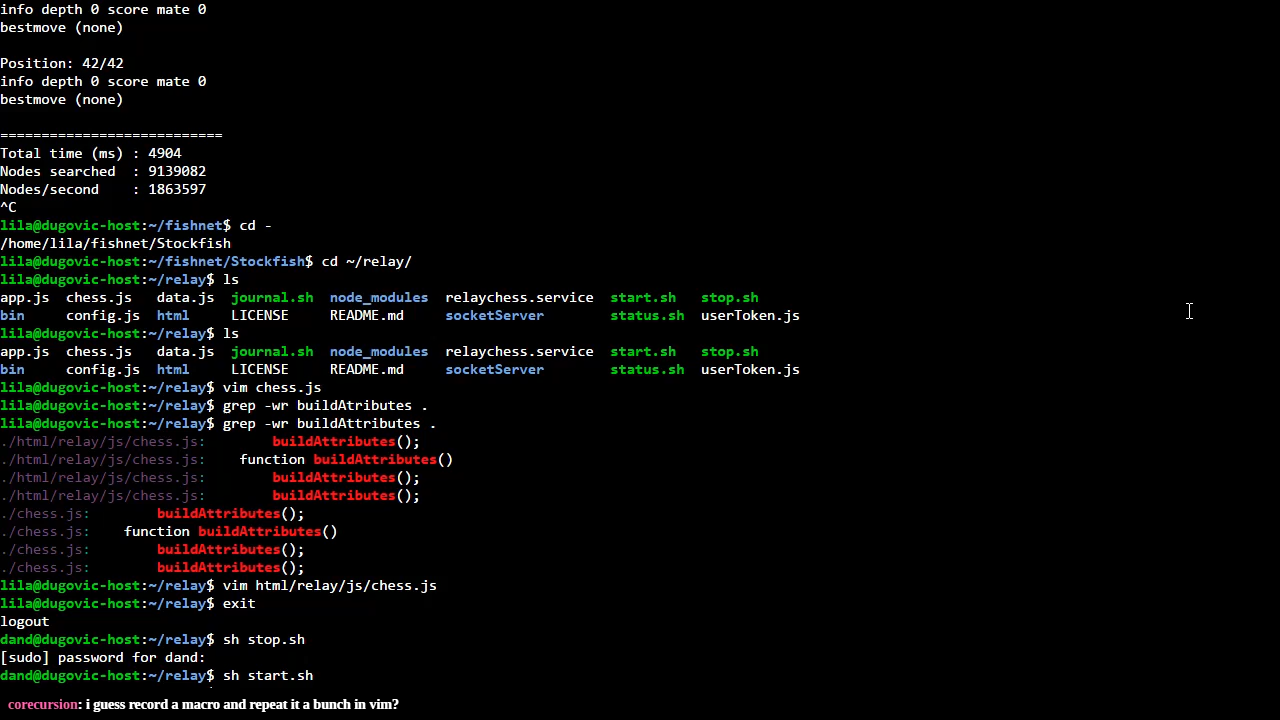 info depth 0 score mate 0
bestmove (none)
Position: 42/42
info depth 0 score mate 0
bestmove (none)
===========================
Total time (ms) : 4904
Nodes searched  : 9139082
Nodes/second    : 1863597
^C
lila@dugovic-host:~/fishnet$ cd -
/home/lila/fishnet/Stockfish
lila@dugovic-host:~/fishnet/Stockfish$ cd ~/relay/
lila@dugovic-host:~/relay$ ls
app.js  chess.js   data.js  journal.sh  node_modules  relaychess.service  start.sh   stop.sh
bin     config.js  html     LICENSE     README.md     socketServer        status.sh  userToken.js
lila@dugovic-host:~/relay$ ls
app.js  chess.js   data.js  journal.sh  node_modules  relaychess.service  start.sh   stop.sh
bin     config.js  html     LICENSE     README.md     socketServer        status.sh  userToken.js
lila@dugovic-host:~/relay$ vim chess.js
lila@dugovic-host:~/relay$ grep -wr buildAtributes .
lila@dugovic-host:~/relay$ grep -wr buildAttributes .
./html/relay/js/chess.js:        buildAttributes();
./html/relay/js/chess.js:    function buildAttributes()
./html/relay/js/chess.js:        buildAttributes();
./html/relay/js/chess.js:        buildAttributes();
./chess.js:        buildAttributes();
./chess.js:    function buildAttributes()
./chess.js:        buildAttributes();
./chess.js:        buildAttributes();
lila@dugovic-host:~/relay$ vim html/relay/js/chess.js
lila@dugovic-host:~/relay$ exit
logout
dand@dugovic-host:~/relay$ sh stop.sh
[sudo] password for dand:
dand@dugovic-host:~/relay$ sh start.sh
corecursion: i guess record a macro and repeat it a bunch in vim?